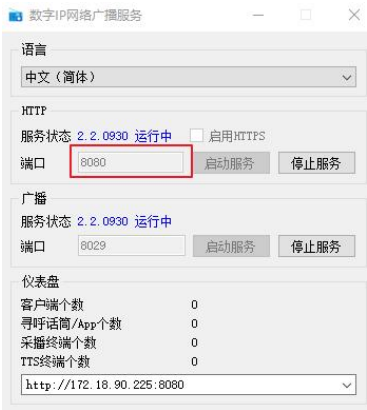 数字IP网络广播服务
语言
中文（简体）
HTTP
服务状态 2.2.0930 运行中 启用HTTPS
端口 8080 启动服务 停止服务
广播
服务状态 2.2.0930 运行中
端口 8029 启动服务 停止服务
仪表盘
客户端个数 0
寻呼话筒/App个数 0
采播终端个数 0
TTS终端个数 0
http://172.18.90.225:8080